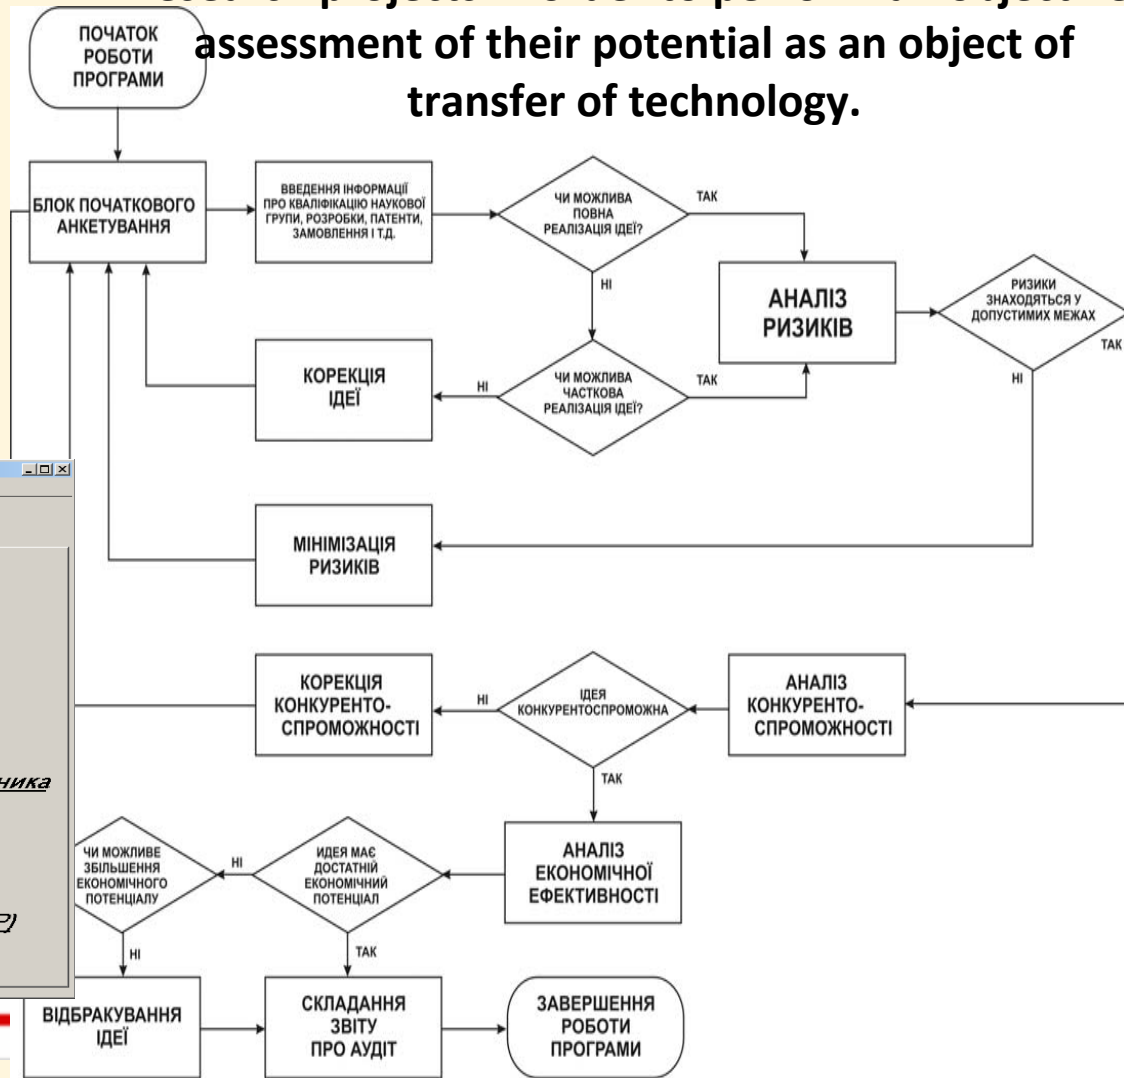 assessment of their potential as an object of
transfer of technology.
ПОЧАТОК
РОБОТИ
ПРОГРАМИ
БЛОК ПОЧАТКОВОГО
АНКЕТУВАННЯ
ВВЕДЕННЯ ІНФОРМАЦІЇ
ПРО КВАЛІФІКАЦІЮ НАУКОВОЇ
ГРУПИ, РОЗРОБКИ, ПАТЕНТИ,
ЗАМОВЛЕННЯ І Т.Д.
ЧИ МОЖЛИВА
ПОВНА
РЕАЛІЗАЦІЯ ІДЕЇ?
ТАК
НІ
АНАЛІЗ
РИЗИКІВ
РИЗИКИ
ЗНАХОДЯТЬСЯ У
ДОПУСТИМИХ МЕЖАХ
ТАК
НІ
КОРЕКЦІЯ
ІДЕЇ
НІ
ЧИ МОЖЛИВА
ЧАСТКОВА
РЕАЛІЗАЦІЯ ІДЕЇ?
ТАК
МІНІМІЗАЦІЯ
РИЗИКІВ
КОРЕКЦІЯ
КОНКУРЕНТО-
СПРОМОЖНОСТІ
НІ
ІДЕЯ
КОНКУРЕНТОСПРОМОЖНА
АНАЛІЗ
КОНКУРЕНТО-
СПРОМОЖНОСТІ
ТАК
ЧИ МОЖЛИВЕ
ЗБІЛЬШЕННЯ
ЕКОНОМІЧНОГО
ПОТЕНЦІАЛУ
НІ
ИДЕЯ МАЄ
ДОСТАТНІЙ
ЕКОНОМІЧНИЙ
ПОТЕНЦІАЛ
АНАЛІЗ
ЕКОНОМІЧНОЇ
ЕФЕКТИВНОСТІ
НІ
ТАК
ВІДБРАКУВАННЯ
ІДЕЇ
СКЛАДАННЯ
ЗВІТУ
ПРО АУДІТ
ЗАВЕРШЕННЯ
РОБОТИ
ПРОГРАМИ